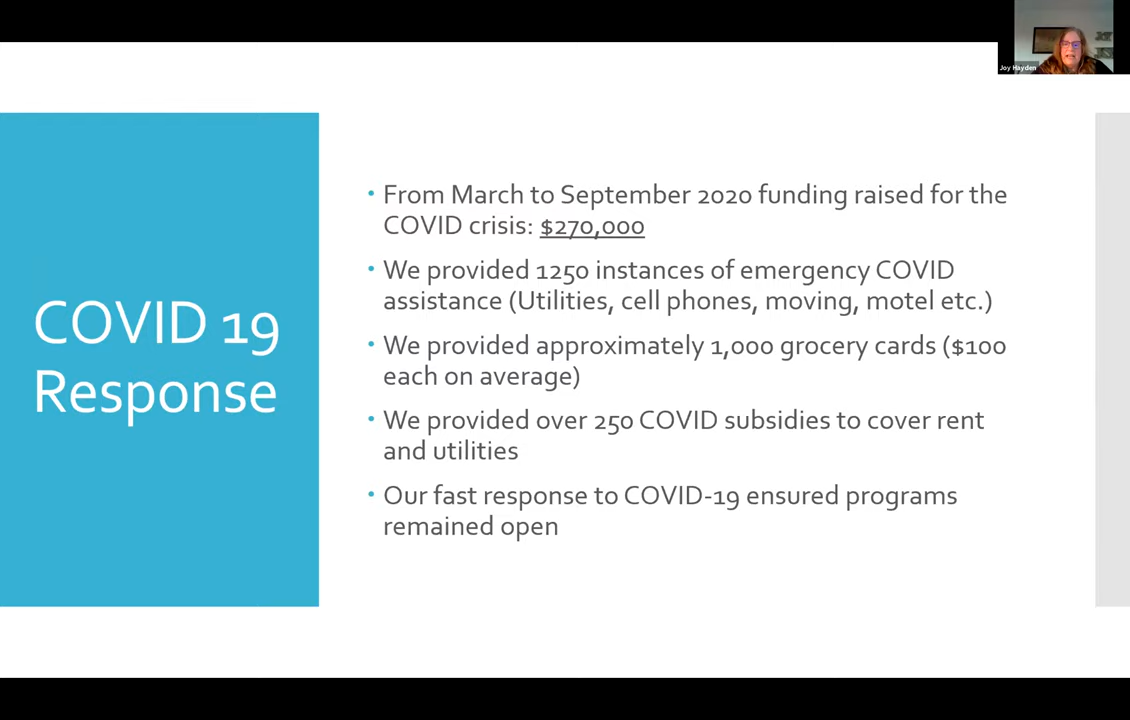 Joy Hayden
COVID 19
Response
• From March to September 2020 funding raised for the
COVID crisis: $270,000
• We provided 1250 instances of emergency COVID
assistance (Utilities, cell phones, moving, motel etc.)
• We provided approximately 1,000 grocery cards ($100
each on average)
• We provided over 250 COVID subsidies to cover rent
and utilities
• Our fast response to COVID-19 ensured programs
remained open